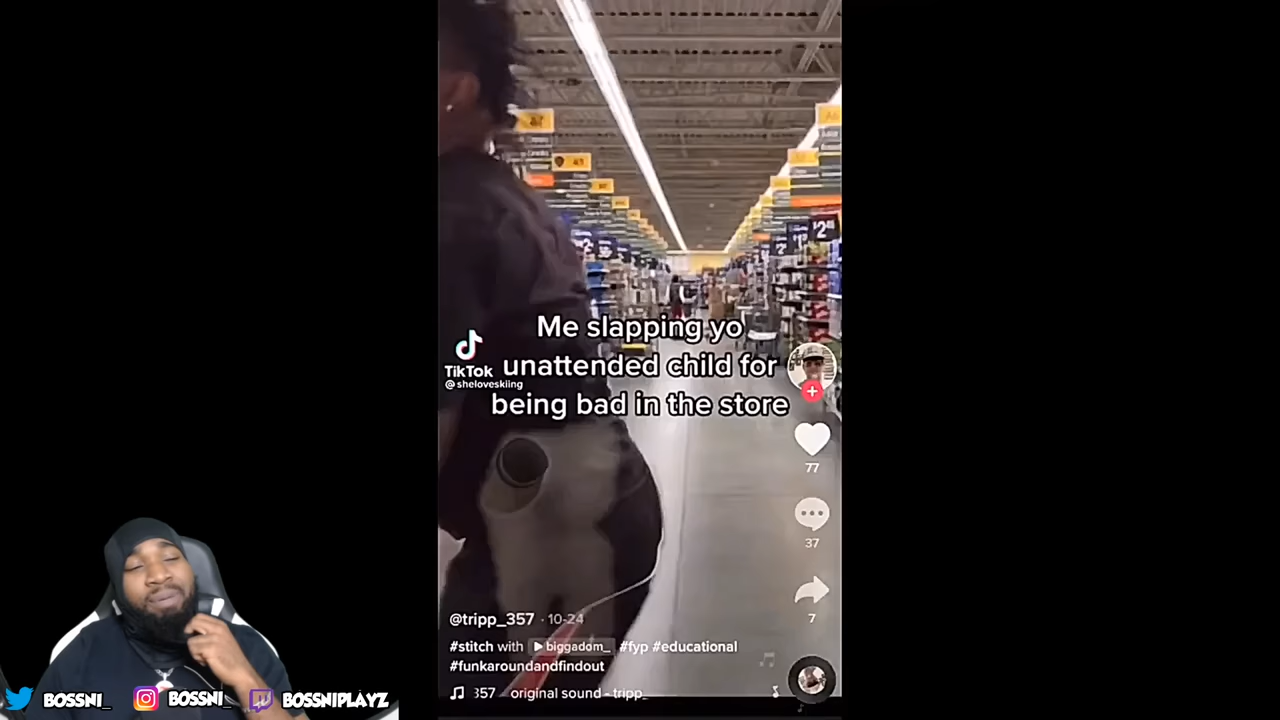 Me slapping yo
unattended child for
being bad in the store
TikTok
@sheloveskiing
77
37
7
@tripp_357 · 10-24
#stitch with biggadom_ #fyp #educational
#funkaroundandfindout
357 original sound - tripp_
BOSSNI_ BOSSNI_ BOSSNIPLAYZ